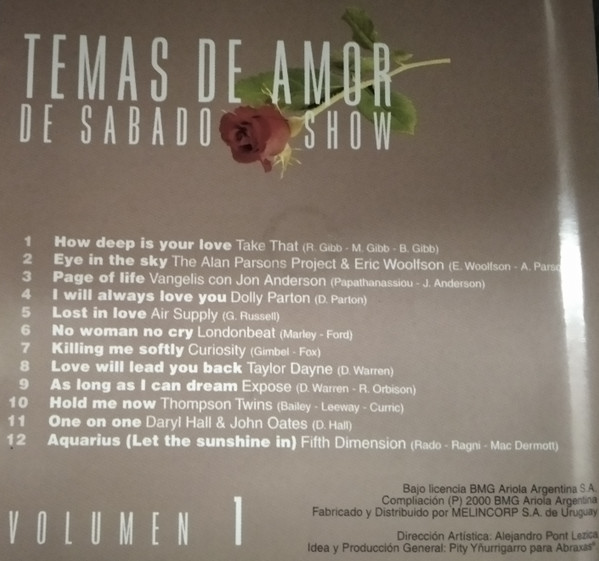 TEMAS DE AMOR
DE SABADO SHOW
1 How deep is your love Take That (R. Gibb - M. Gibb - B. Gibb)
2 Eye in the sky The Alan Parsons Project & Eric Woolfson (E. Woolfson - A. Parso
3 Page of life Vangelis con Jon Anderson (Papathanassiou - J. Anderson)
4 I will always love you Dolly Parton (D. Parton)
5 Lost in love Air Supply (G. Russell)
6 No woman no cry Londonbeat (Marley - Ford)
7 Killing me softly Curiosity (Gimbel - Fox)
8 Love will lead you back Taylor Dayne (D. Warren)
9 As long as I can dream Expose (D. Warren - R. Orbison)
10 Hold me now Thompson Twins (Bailey - Leeway - Curric)
11 One on one Daryl Hall & John Oates (D. Hall)
12 Aquarius (Let the sunshine in) Fifth Dimension (Rado - Ragni - Mac Dermott)
Bajo licencia BMG Ariola Argentina S.A.
Compilación (P) 2000 BMG Ariola Argentina
Fabricado y Distribuido por MELINCORP S.A. de Uruguay
Dirección Artística: Alejandro Pont Lezica
Idea y Producción General: Pity Yñurrigarro para Abraxas
VOLUMEN 1